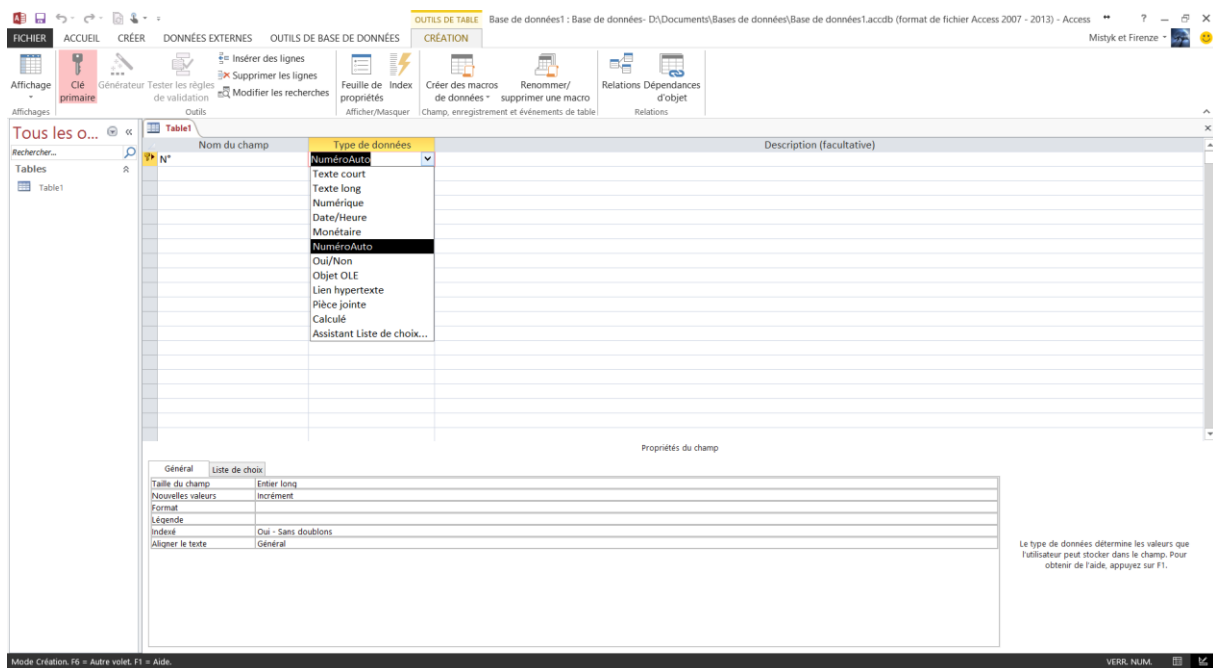 OUTILS DE TABLE Base de données1 : Base de données- D:\Documents\Bases de données\Base de données1.accdb (format de fichier Access 2007 - 2013) - Access
FICHIER ACCUEIL CRÉER DONNÉES EXTERNES OUTILS DE BASE DE DONNÉES CRÉATION Mistyk et Firenze
Affichage
Clé primaire
Générateur
Tester les règles de validation
Insérer des lignes
Supprimer les lignes
Modifier les recherches
Feuille de propriétés
Index
Créer des macros de données
Renommer/ supprimer une macro
Relations
Dépendances d'objet
Affichages Outils Afficher/Masquer Champ, enregistrement et événements de table Relations
Tous les o...
Rechercher...
Tables
Table1
Table1
Nom du champ Type de données Description (facultative)
N° NuméroAuto
Texte court
Texte long
Numérique
Date/Heure
Monétaire
NuméroAuto
Oui/Non
Objet OLE
Lien hypertexte
Pièce jointe
Calculé
Assistant Liste de choix...
Propriétés du champ
Général Liste de choix
Taille du champ Entier long
Nouvelles valeurs Incrément
Format
Légende
Indexé Oui - Sans doublons
Aligner le texte Général
Le type de données détermine les valeurs que
l'utilisateur peut stocker dans le champ. Pour
obtenir de l'aide, appuyez sur F1.
Mode Création. F6 = Autre volet. F1 = Aide. VERR. NUM.